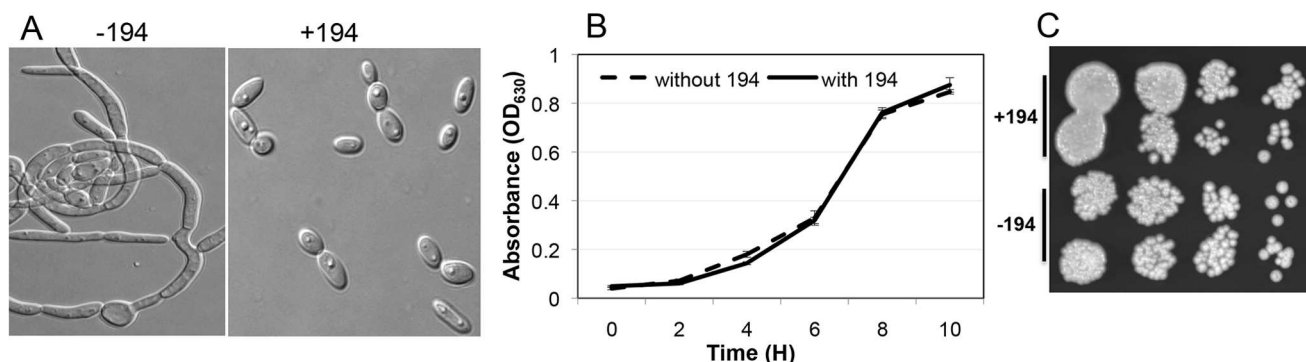 A
-194 +194
B
1
0.8
0.6
0.4
0.2
0
Absorbance (OD630)
without 194 with 194
0 2 4 6 8 10
Time (H)
C
+194
-194